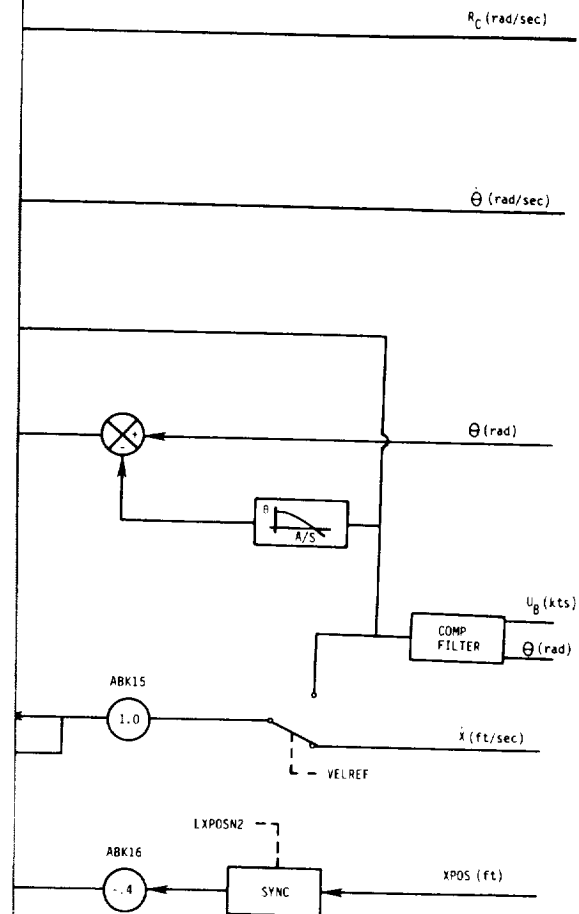 R_C (rad/sec)
θ̇ (rad/sec)
+
-
θ (rad)
θ
A/S
U_B (kts)
COMP
FILTER
θ (rad)
ABK15
1.0
Ẋ (ft/sec)
VELREF
LXPOSN2
ABK16
-.4
SYNC
XPOS (ft)